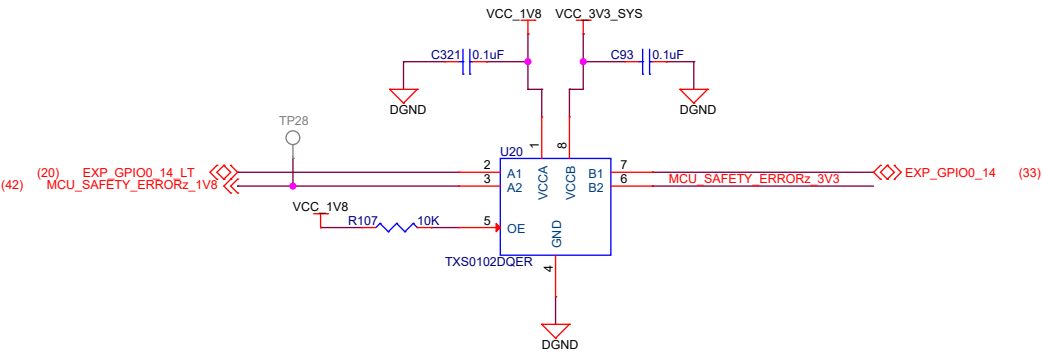 VCC_1V8 VCC_3V3_SYS
C321 0.1uF C93 0.1uF
DGND DGND
TP28
1 8
U20
(20) EXP_GPIO0_14_LT 2 A1 VCCA VCCB B1 7 EXP_GPIO0_14 (33)
(42) MCU_SAFETY_ERRORz_1V8 3 A2 B2 6 MCU_SAFETY_ERRORz_3V3
VCC_1V8
R107 10K 5 OE GND
TXS0102DQER
4
DGND